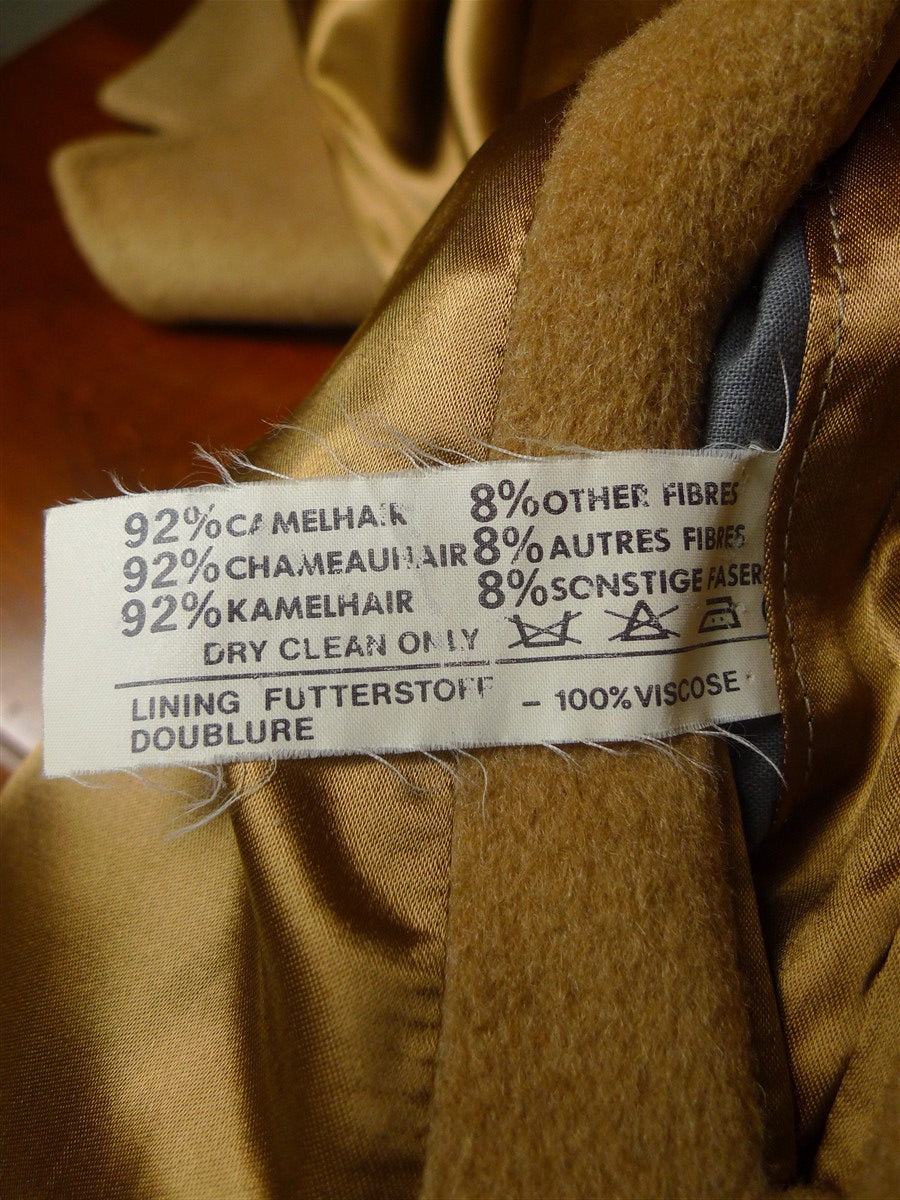 92% CAMELHAIR 8% OTHER FIBRES
92% CHAMEAUHAIR 8% AUTRES FIBRES
92% KAMELHAIR 8% SONSTIGE FASER
DRY CLEAN ONLY
LINING FUTTERSTOFF - 100% VISCOSE
DOUBLURE